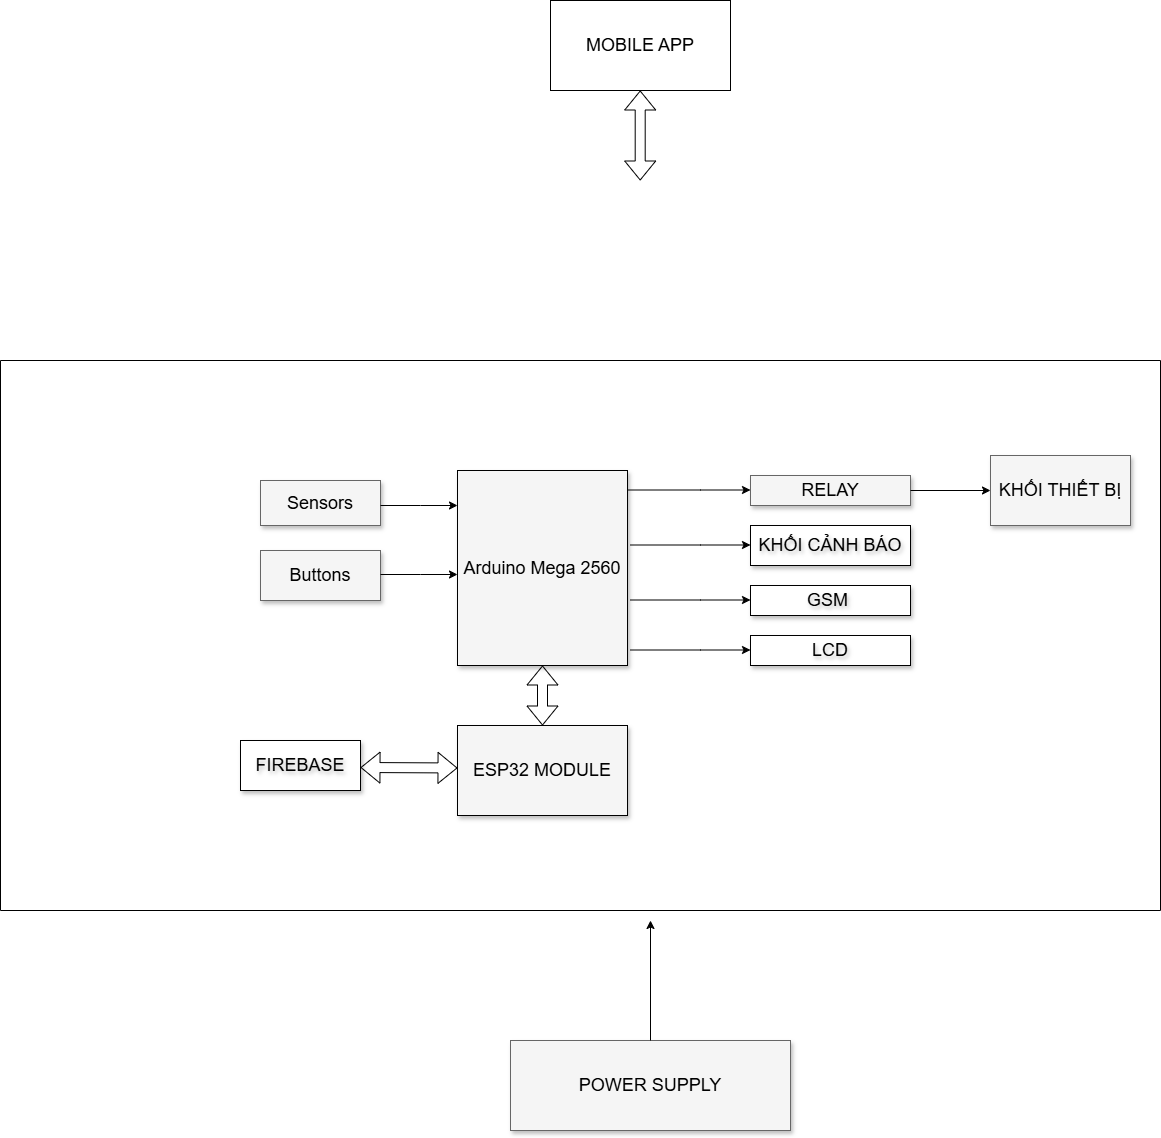 MOBILE APP
Sensors
Buttons
Arduino Mega 2560
RELAY
KHỐI THIẾT BỊ
KHỐI CẢNH BÁO
GSM
LCD
FIREBASE
ESP32 MODULE
POWER SUPPLY